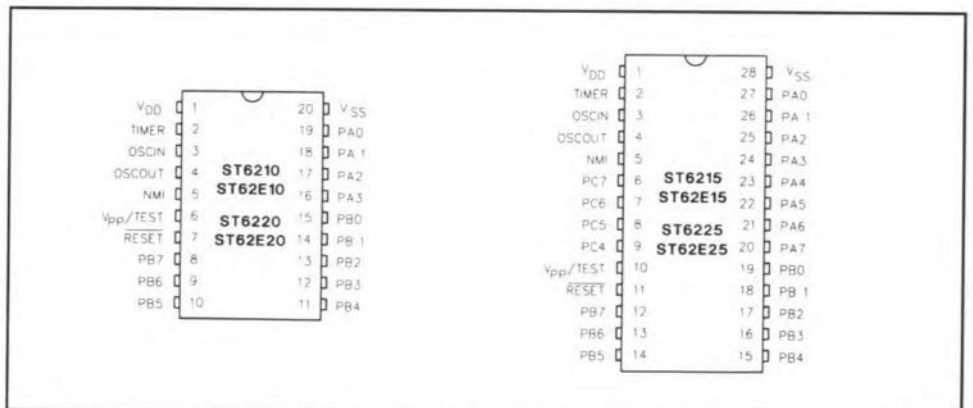 VDD 1 20 VSS
TIMER 2 19 PA0
OSCIN 3 18 PA1
OSCOUT 4 17 PA2
NMI 5 16 PA3
VPP/TEST 6 15 PB0
RESET 7 14 PB1
PB7 8 13 PB2
PB6 9 12 PB3
PB5 10 11 PB4
ST6210
ST62E10
ST6220
ST62E20
VDD 1 28 VSS
TIMER 2 27 PA0
OSCIN 3 26 PA1
OSCOUT 4 25 PA2
NMI 5 24 PA3
PC7 6 23 PA4
PC6 7 22 PA5
PC5 8 21 PA6
PC4 9 20 PA7
VPP/TEST 10 19 PB0
RESET 11 18 PB1
PB7 12 17 PB2
PB6 13 16 PB3
PB5 14 15 PB4
ST6215
ST62E15
ST6225
ST62E25